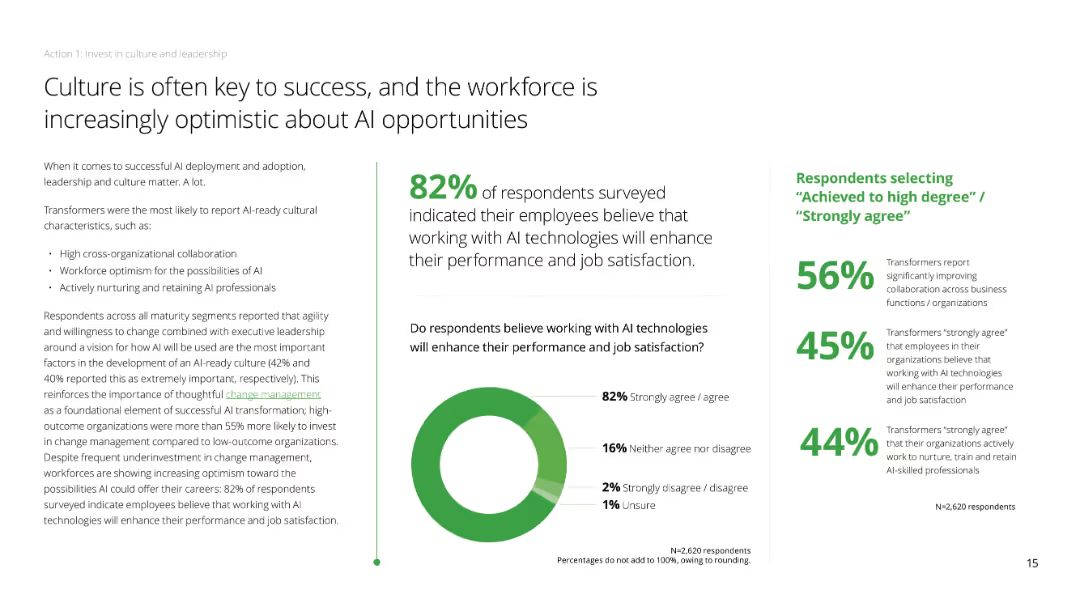 Action 1: Invest in culture and leadership
Culture is often key to success, and the workforce is
increasingly optimistic about AI opportunities
When it comes to successful AI deployment and adoption,
leadership and culture matter. A lot.
Transformers were the most likely to report AI-ready cultural
characteristics, such as:
• High cross-organizational collaboration
• Workforce optimism for the possibilities of AI
• Actively nurturing and retaining AI professionals
Respondents across all maturity segments reported that agility
and willingness to change combined with executive leadership
around a vision for how AI will be used are the most important
factors in the development of an AI-ready culture (42% and
40% reported this as extremely important, respectively). This
reinforces the importance of thoughtful change management
as a foundational element of successful AI transformation; high-
outcome organizations were more than 55% more likely to invest
in change management compared to low-outcome organizations.
Despite frequent underinvestment in change management,
workforces are showing increasing optimism toward the
possibilities AI could offer their careers: 82% of respondents
surveyed indicate employees believe that working with AI
technologies will enhance their performance and job satisfaction.
82% of respondents surveyed
indicated their employees believe that
working with AI technologies will enhance
their performance and job satisfaction.
Do respondents believe working with AI technologies
will enhance their performance and job satisfaction?
82% Strongly agree / agree
16% Neither agree nor disagree
2% Strongly disagree / disagree
1% Unsure
N=2,620 respondents
Percentages do not add to 100%, owing to rounding.
Respondents selecting
“Achieved to high degree” /
“Strongly agree”
56%
Transformers report
significantly improving
collaboration across business
functions / organizations
45%
Transformers “strongly agree”
that employees in their
organizations believe that
working with AI technologies
will enhance their performance
and job satisfaction
44%
Transformers “strongly agree”
that their organizations actively
work to nurture, train and retain
AI-skilled professionals
N=2,620 respondents
15